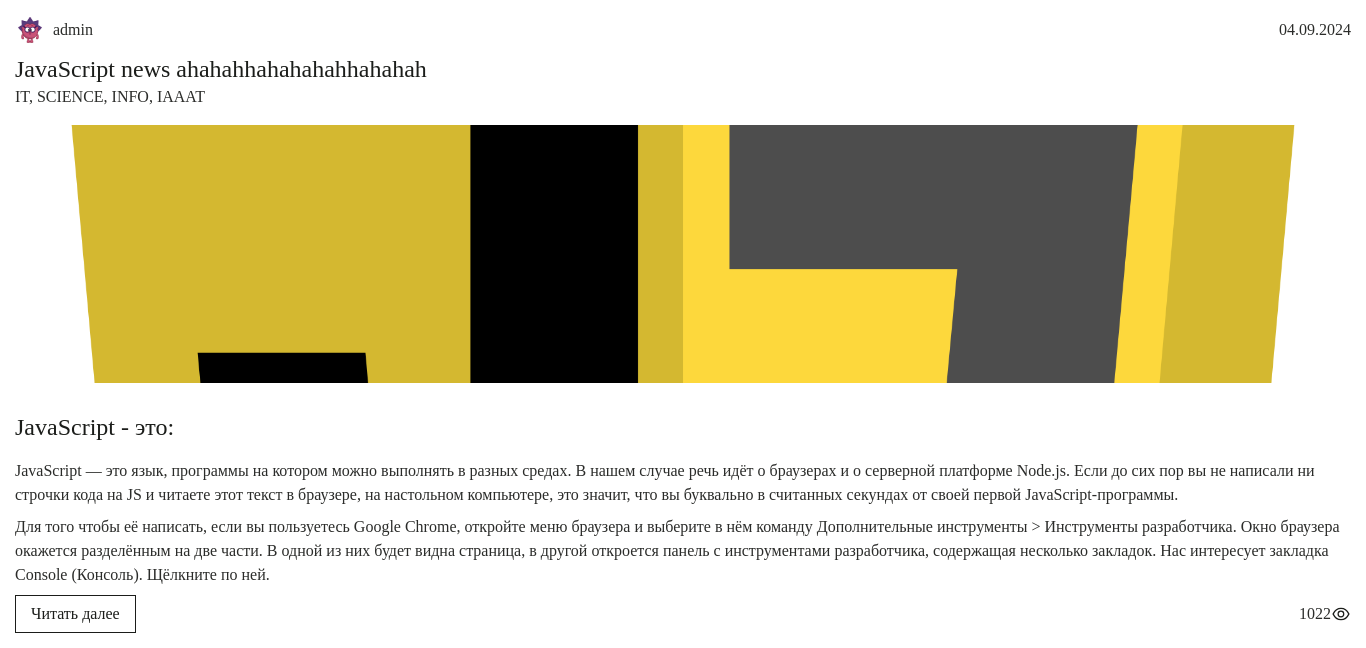 admin
04.09.2024
JavaScript news ahahahhahahahahhahahah
IT, SCIENCE, INFO, IAAAT
JavaScript - это:
JavaScript — это язык, программы на котором можно выполнять в разных средах. В нашем случае речь идёт о браузерах и о серверной платформе Node.js. Если до сих пор вы не написали ни
строчки кода на JS и читаете этот текст в браузере, на настольном компьютере, это значит, что вы буквально в считанных секундах от своей первой JavaScript-программы.
Для того чтобы её написать, если вы пользуетесь Google Chrome, откройте меню браузера и выберите в нём команду Дополнительные инструменты > Инструменты разработчика. Окно браузера
окажется разделённым на две части. В одной из них будет видна страница, в другой откроется панель с инструментами разработчика, содержащая несколько закладок. Нас интересует закладка
Console (Консоль). Щёлкните по ней.
Читать далее
1022